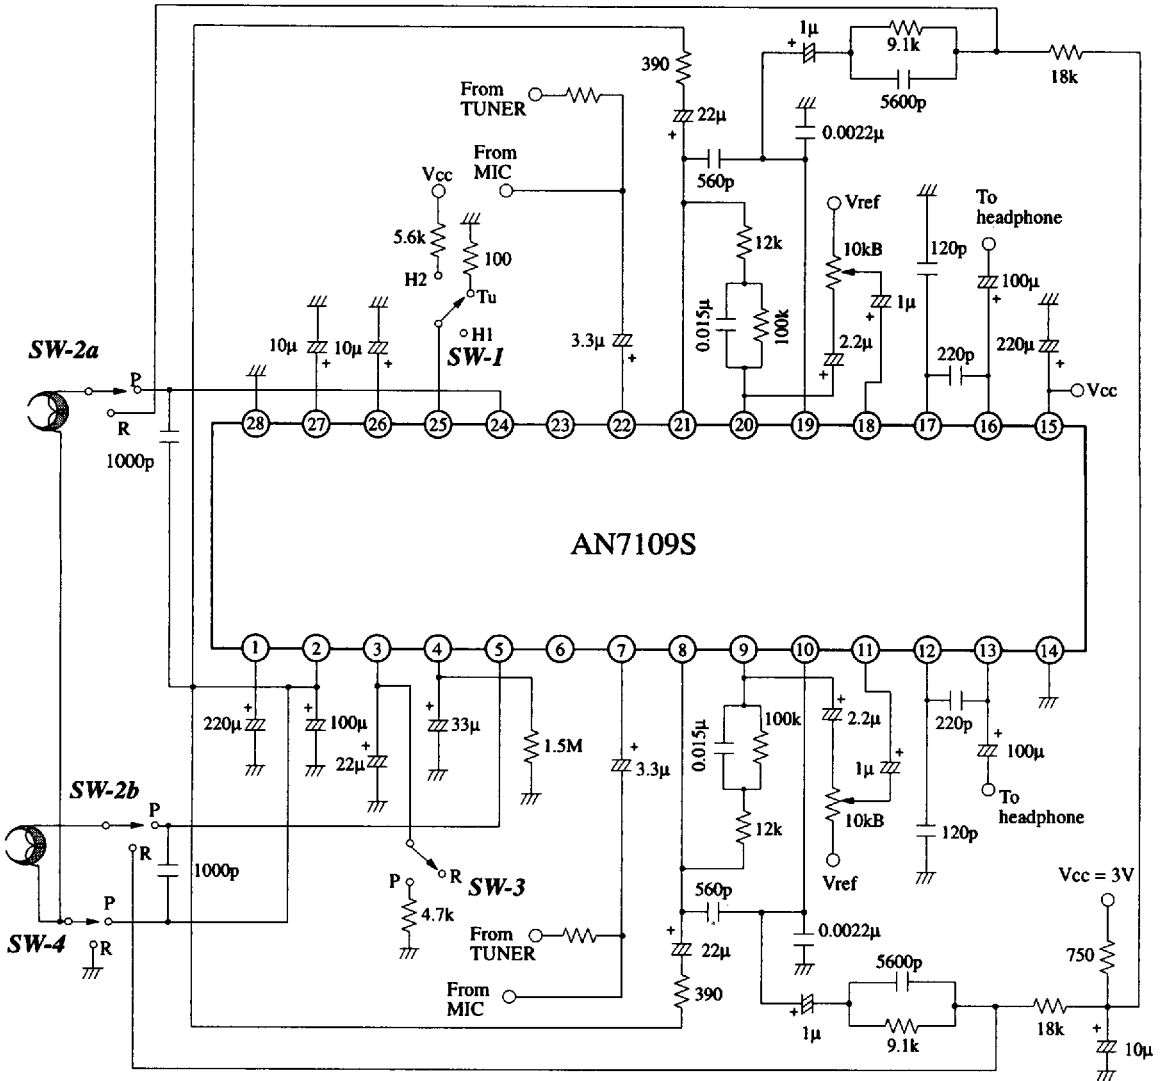 1μ
9.1k
390
18k
From
TUNER
5600p
22μ
0.0022μ
From
MIC
560p
Vcc
Vref
To
headphone
5.6k
12k
10kB
120p
100
H2
100μ
Tu
0.015μ
100k
1μ
H1
SW-1
10μ
10μ
3.3μ
2.2μ
220μ
SW-2a
220p
P
Vcc
R
28
27
26
25
24
23
22
21
20
19
18
17
16
15
1000p
AN7109S
1
2
3
4
5
6
7
8
9
10
11
12
13
14
220μ
100μ
33μ
0.015μ
100k
2.2μ
220p
22μ
1.5M
3.3μ
1μ
100μ
SW-2b
P
To
headphone
12k
10kB
120p
R
1000p
P
R
SW-3
560p
Vref
Vcc = 3V
P
4.7k
SW-4
R
From
TUNER
22μ
0.0022μ
750
5600p
From
MIC
390
1μ
9.1k
18k
10μ